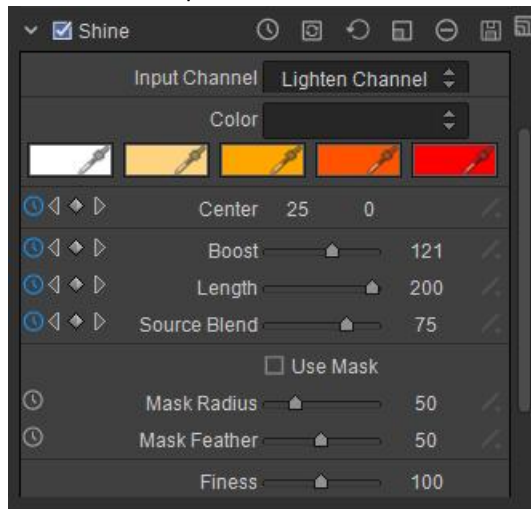 Shine
Input Channel Lighten Channel
Color
Center 25 0
Boost 121
Length 200
Source Blend 75
Use Mask
Mask Radius 50
Mask Feather 50
Finess 100